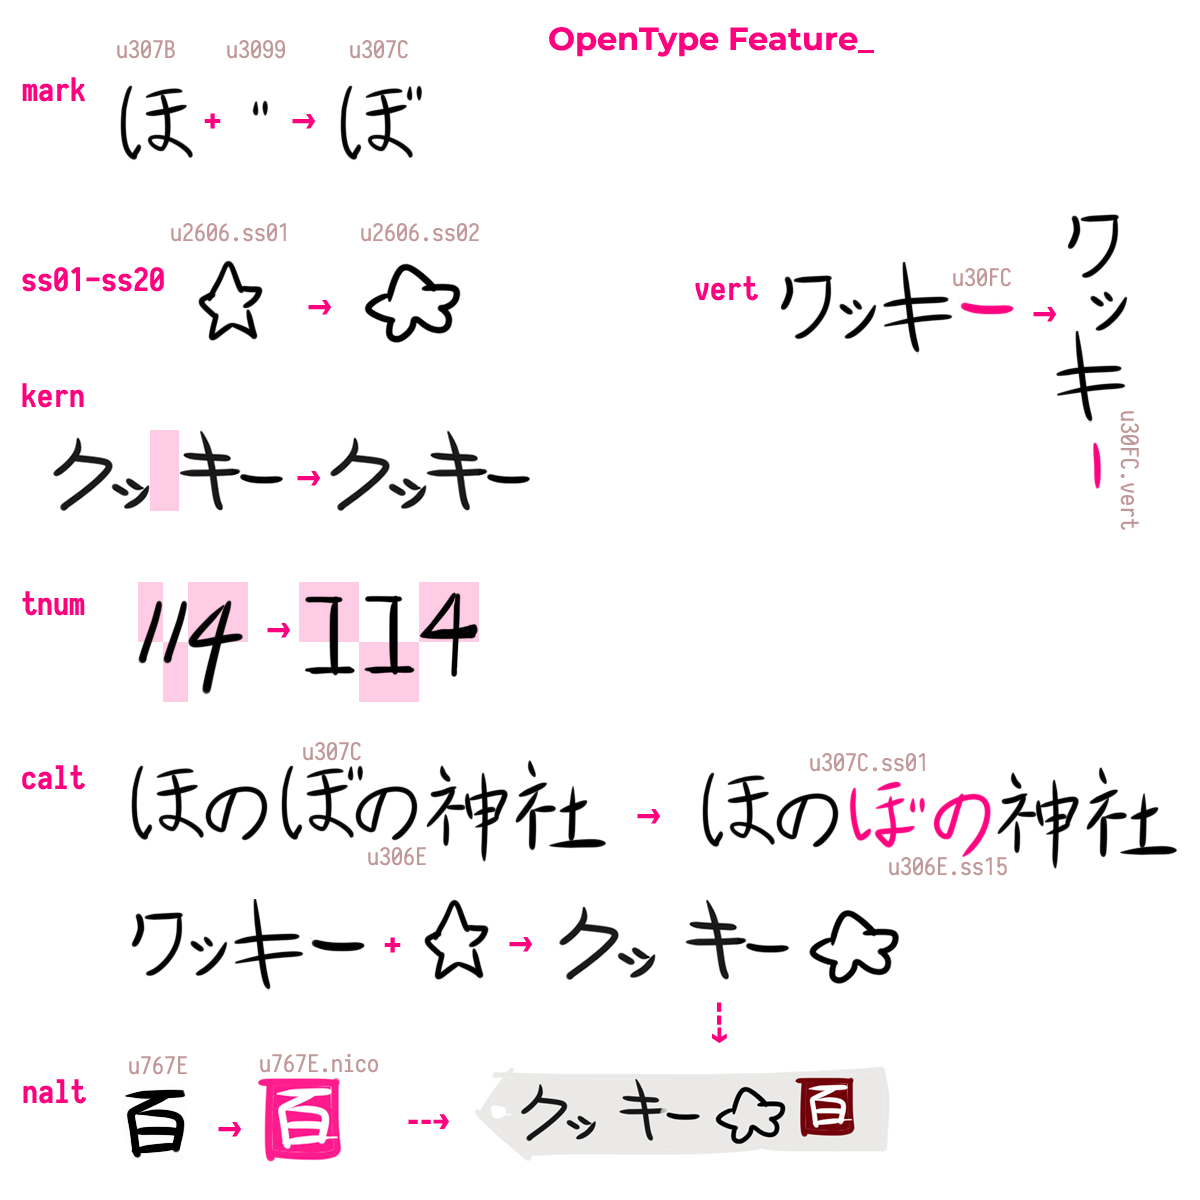 OpenType Feature_
u307B u3099 u307C
mark ほ + ゛ → ぼ
u2606.ss01 u2606.ss02
ss01-ss20 ☆ → ☆
u30FC
vert クッキー → クッキー
u30FC.vert
kern
クッ キー → クッキー
tnum 114 → 114
u307C u307C.ss01
calt ほのぼの神社 → ほのぼの神社
u306E u306E.ss15
クッキー + ☆ → クッ キー ☆
u767E u767E.nico
nalt 百 → 百 → クッ キー ☆ 百